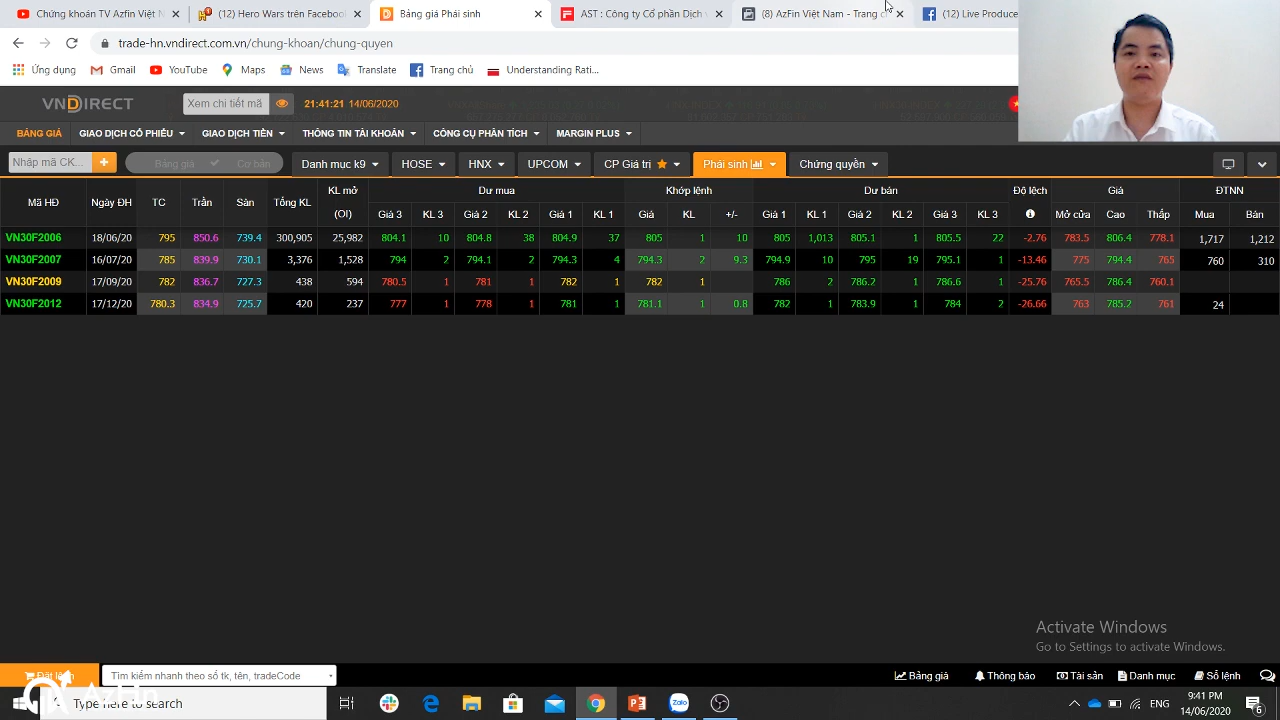 Chứng khoán TV AzFin Việt N
(12) Hero Wars trên Facebook
Bảng giá Phái sinh
AST : Công ty Cổ phần Dịch v
(8) AzFin Việt Nam - Trang c
(12) Live Produce
trade-hn.vndirect.com.vn/chung-khoan/chung-quyen
Ứng dụng Gmail YouTube Maps News Translate Trang chủ Understanding Rati...
VNDIRECT Xem chi tiết mã 21:41:21 14/06/2020
BẢNG GIÁ GIAO DỊCH CỔ PHIẾU GIAO DỊCH TIỀN THÔNG TIN TÀI KHOẢN CÔNG CỤ PHÂN TÍCH MARGIN PLUS
Nhập mã CK... + Bảng giá Cơ bản Danh mục k9 HOSE HNX UPCOM CP Giá trị Phái sinh Chứng quyền
Mã HĐ Ngày ĐH TC Trần Sàn Tổng KL KL mở (OI) Dư mua Khớp lệnh Dư bán Độ lệch Giá ĐTNN
Giá 3 KL 3 Giá 2 KL 2 Giá 1 KL 1 Giá KL +/- Giá 1 KL 1 Giá 2 KL 2 Giá 3 KL 3 Mở cửa Cao Thấp Mua Bán
VN30F2006 18/06/20 795 850.6 739.4 300,905 25,982 804.1 10 804.8 38 804.9 37 805 1 10 805 1,013 805.1 1 805.5 22 -2.76 783.5 806.4 778.1 1,717 1,212
VN30F2007 16/07/20 785 839.9 730.1 3,376 1,528 794 2 794.1 2 794.3 4 794.3 2 9.3 794.9 10 795 19 795.1 1 -13.46 775 794.4 765 760 310
VN30F2009 17/09/20 782 836.7 727.3 438 594 780.5 1 781 1 782 1 782 1 786 2 786.2 2 786.6 1 -25.76 765.5 786.4 760.1
VN30F2012 17/12/20 780.3 834.9 725.7 420 237 777 1 778 1 781 1 781.1 1 0.8 782 1 783.9 1 784 2 -26.66 763 785.2 761 24
Activate Windows
Go to Settings to activate Windows.
Đặt lệnh Tìm kiếm nhanh theo số tk, tên, tradeCode Bảng giá Thông báo Tài sản Danh mục Sổ lệnh
Type here to search ENG 9:41 PM
14/06/2020 6